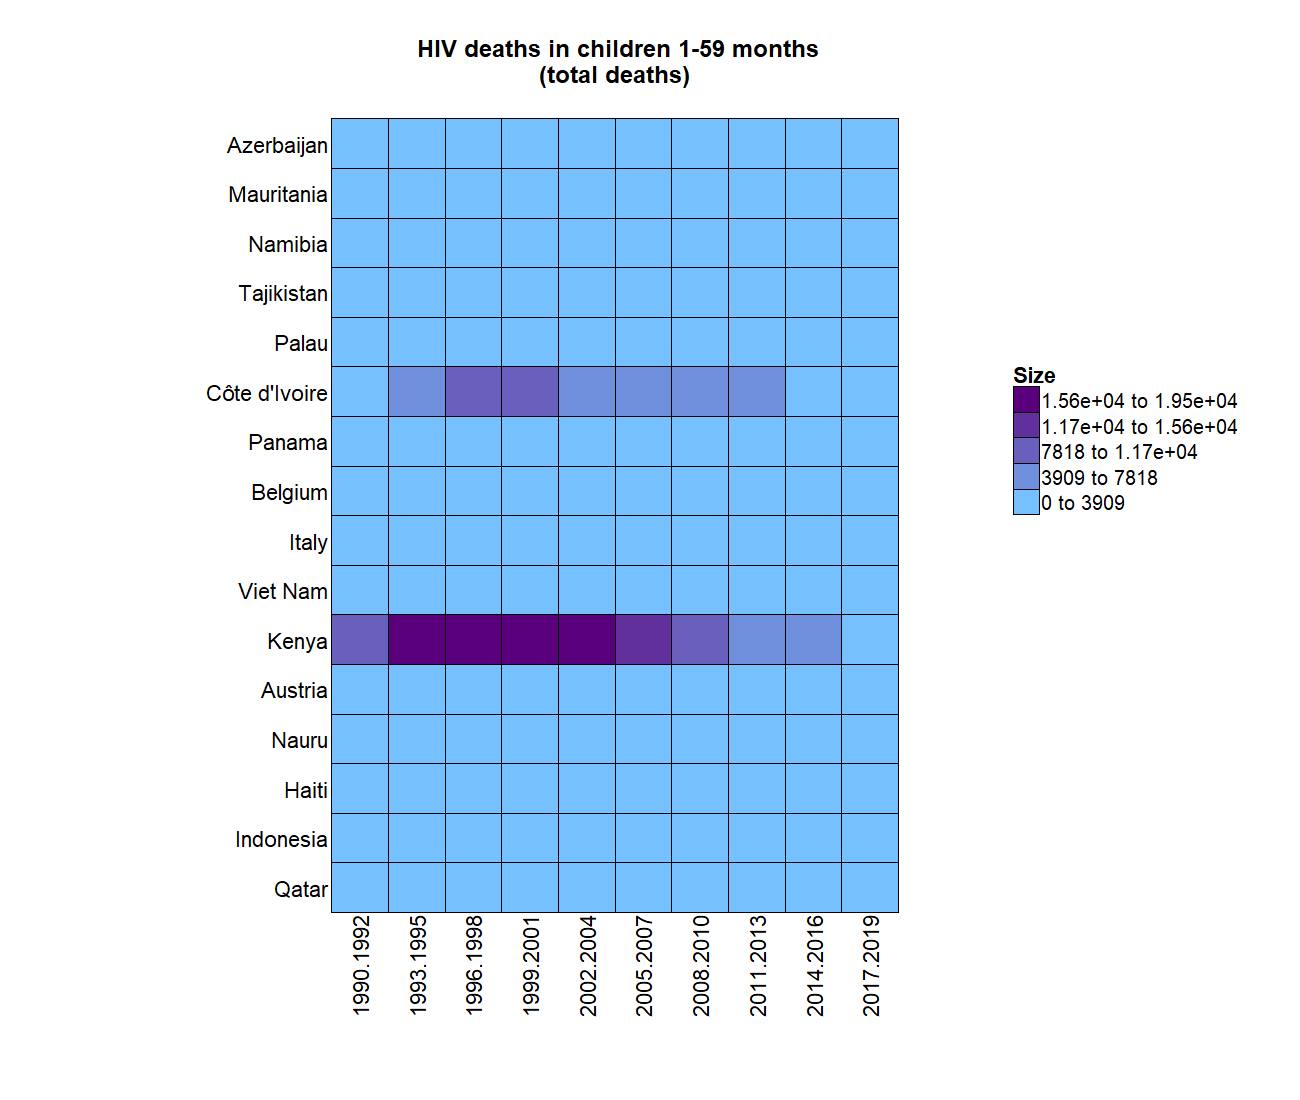 HIV deaths in children 1-59 months
(total deaths)
Azerbaijan
Mauritania
Namibia
Tajikistan
Palau
Côte d'Ivoire
Panama
Belgium
Italy
Viet Nam
Kenya
Austria
Nauru
Haiti
Indonesia
Qatar
1990.1992
1993.1995
1996.1998
1999.2001
2002.2004
2005.2007
2008.2010
2011.2013
2014.2016
2017.2019
Size
1.56e+04 to 1.95e+04
1.17e+04 to 1.56e+04
7818 to 1.17e+04
3909 to 7818
0 to 3909